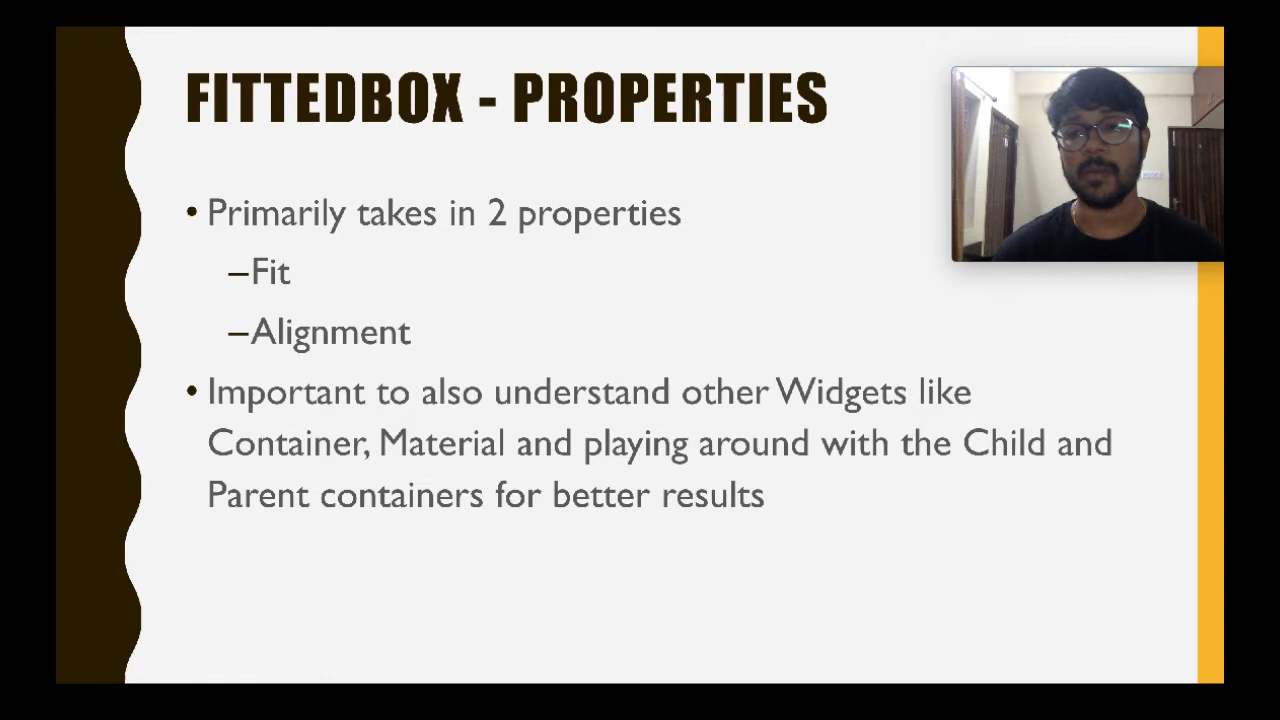 FITTEDBOX - PROPERTIES
• Primarily takes in 2 properties
–Fit
–Alignment
• Important to also understand other Widgets like
Container, Material and playing around with the Child and
Parent containers for better results